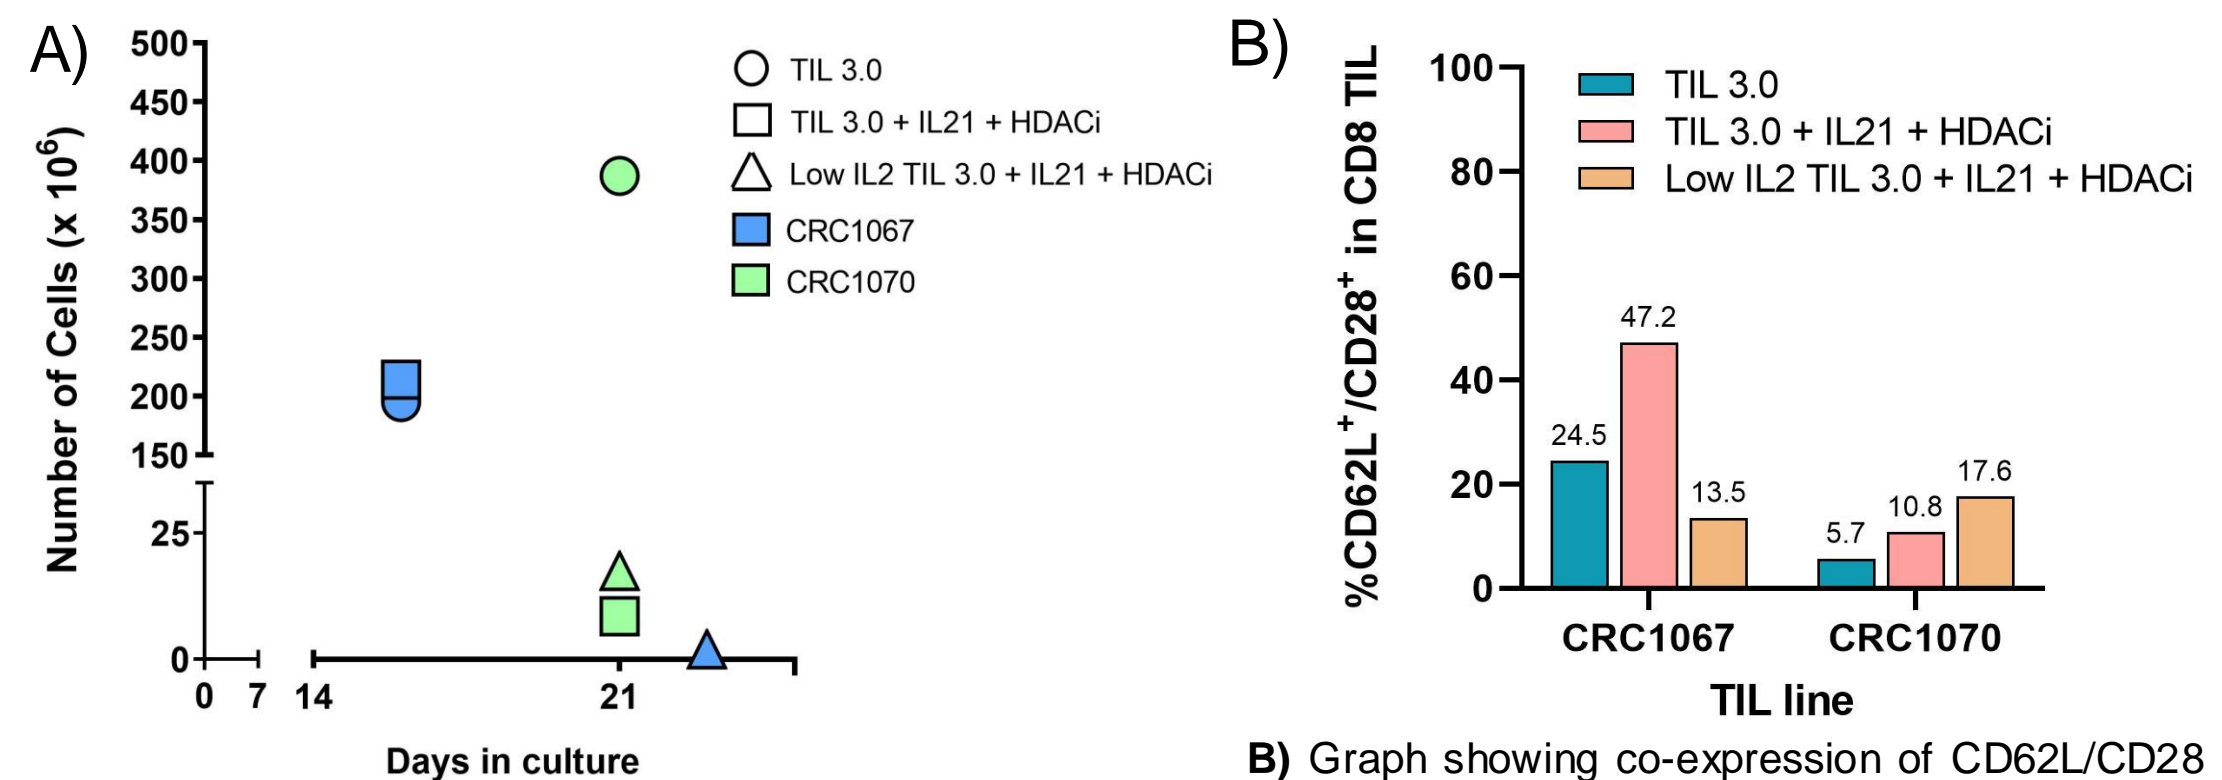 A)
500
450
400
350
300
250
200
150
25
0
Number of Cells (x 10⁶)
0 7 14 21
Days in culture
TIL 3.0
TIL 3.0 + IL21 + HDACi
Low IL2 TIL 3.0 + IL21 + HDACi
CRC1067
CRC1070
B)
%CD62L⁺/CD28⁺ in CD8 TIL
100
80
60
40
20
0
TIL 3.0
TIL 3.0 + IL21 + HDACi
Low IL2 TIL 3.0 + IL21 + HDACi
24.5
47.2
13.5
5.7
10.8
17.6
CRC1067 CRC1070
TIL line
B) Graph showing co-expression of CD62L/CD28